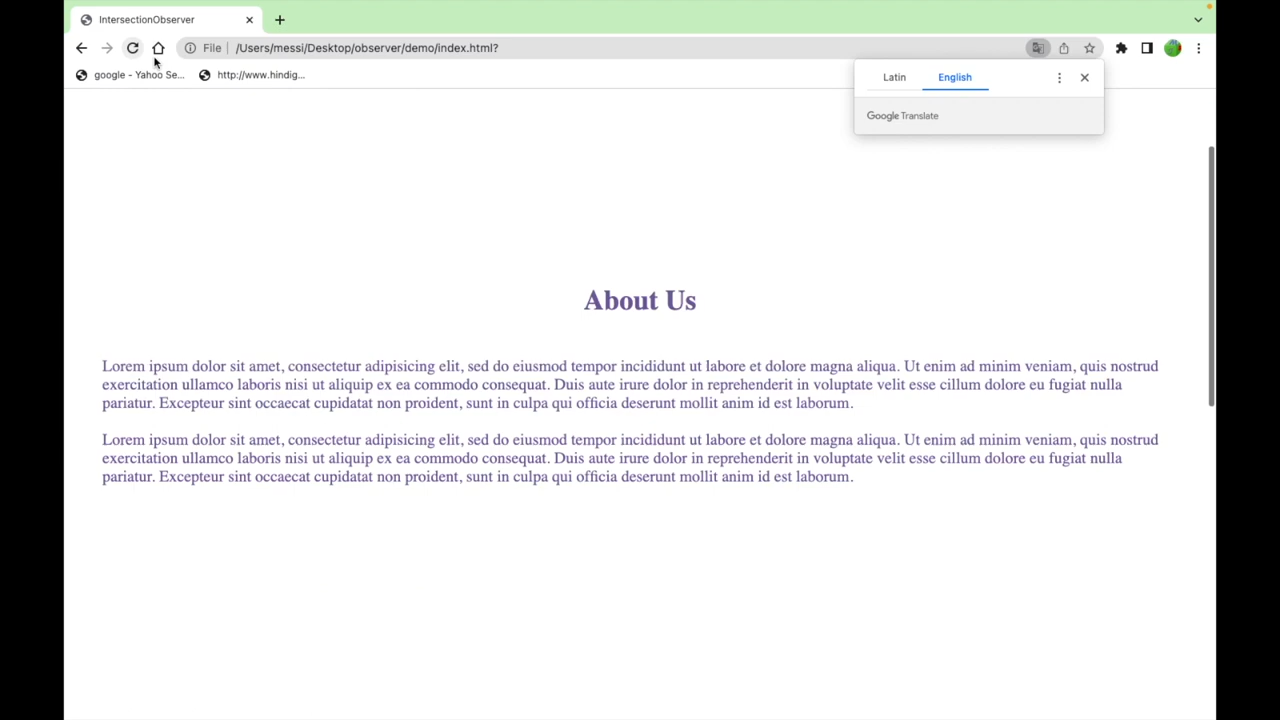 IntersectionObserver
File
/Users/messi/Desktop/observer/demo/index.html?
google - Yahoo Se...
http://www.hindig...
Latin
English
Google Translate
About Us
Lorem ipsum dolor sit amet, consectetur adipisicing elit, sed do eiusmod tempor incididunt ut labore et dolore magna aliqua. Ut enim ad minim veniam, quis nostrud
exercitation ullamco laboris nisi ut aliquip ex ea commodo consequat. Duis aute irure dolor in reprehenderit in voluptate velit esse cillum dolore eu fugiat nulla
pariatur. Excepteur sint occaecat cupidatat non proident, sunt in culpa qui officia deserunt mollit anim id est laborum.
Lorem ipsum dolor sit amet, consectetur adipisicing elit, sed do eiusmod tempor incididunt ut labore et dolore magna aliqua. Ut enim ad minim veniam, quis nostrud
exercitation ullamco laboris nisi ut aliquip ex ea commodo consequat. Duis aute irure dolor in reprehenderit in voluptate velit esse cillum dolore eu fugiat nulla
pariatur. Excepteur sint occaecat cupidatat non proident, sunt in culpa qui officia deserunt mollit anim id est laborum.